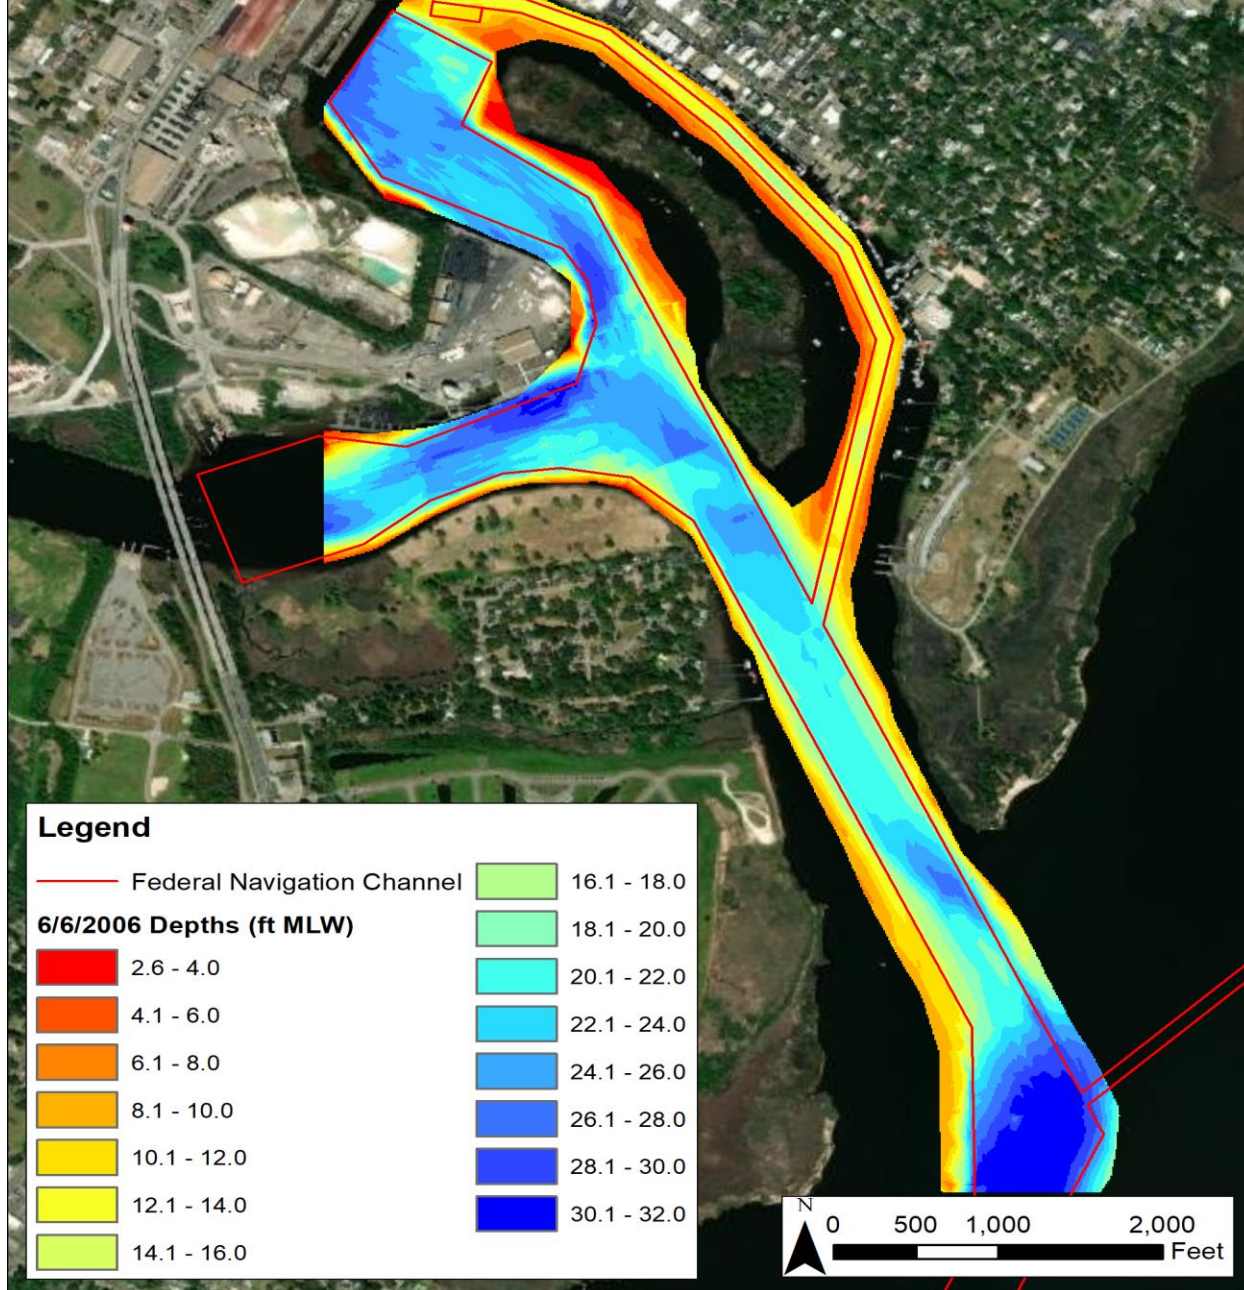 Legend
Federal Navigation Channel
6/6/2006 Depths (ft MLW)
2.6 - 4.0
4.1 - 6.0
6.1 - 8.0
8.1 - 10.0
10.1 - 12.0
12.1 - 14.0
14.1 - 16.0
16.1 - 18.0
18.1 - 20.0
20.1 - 22.0
22.1 - 24.0
24.1 - 26.0
26.1 - 28.0
28.1 - 30.0
30.1 - 32.0
N
0 500 1,000 2,000
Feet